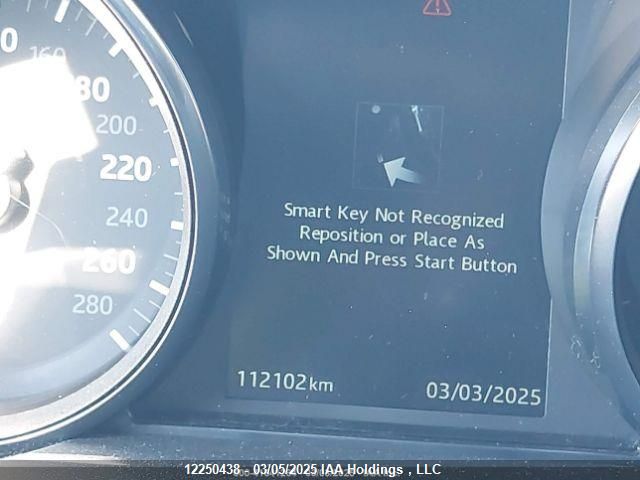 160
80
200
220
240
260
280
Smart Key Not Recognized
Reposition or Place As
Shown And Press Start Button
112102km
03/03/2025
12250438 - 03/05/2025 IAA Holdings , LLC